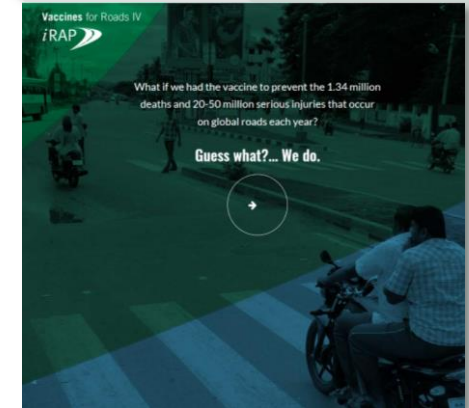 Vaccines for Roads IV
iRAP
What if we had the vaccine to prevent the 1.34 million
deaths and 20-50 million serious injuries that occur
on global roads each year?
Guess what?... We do.